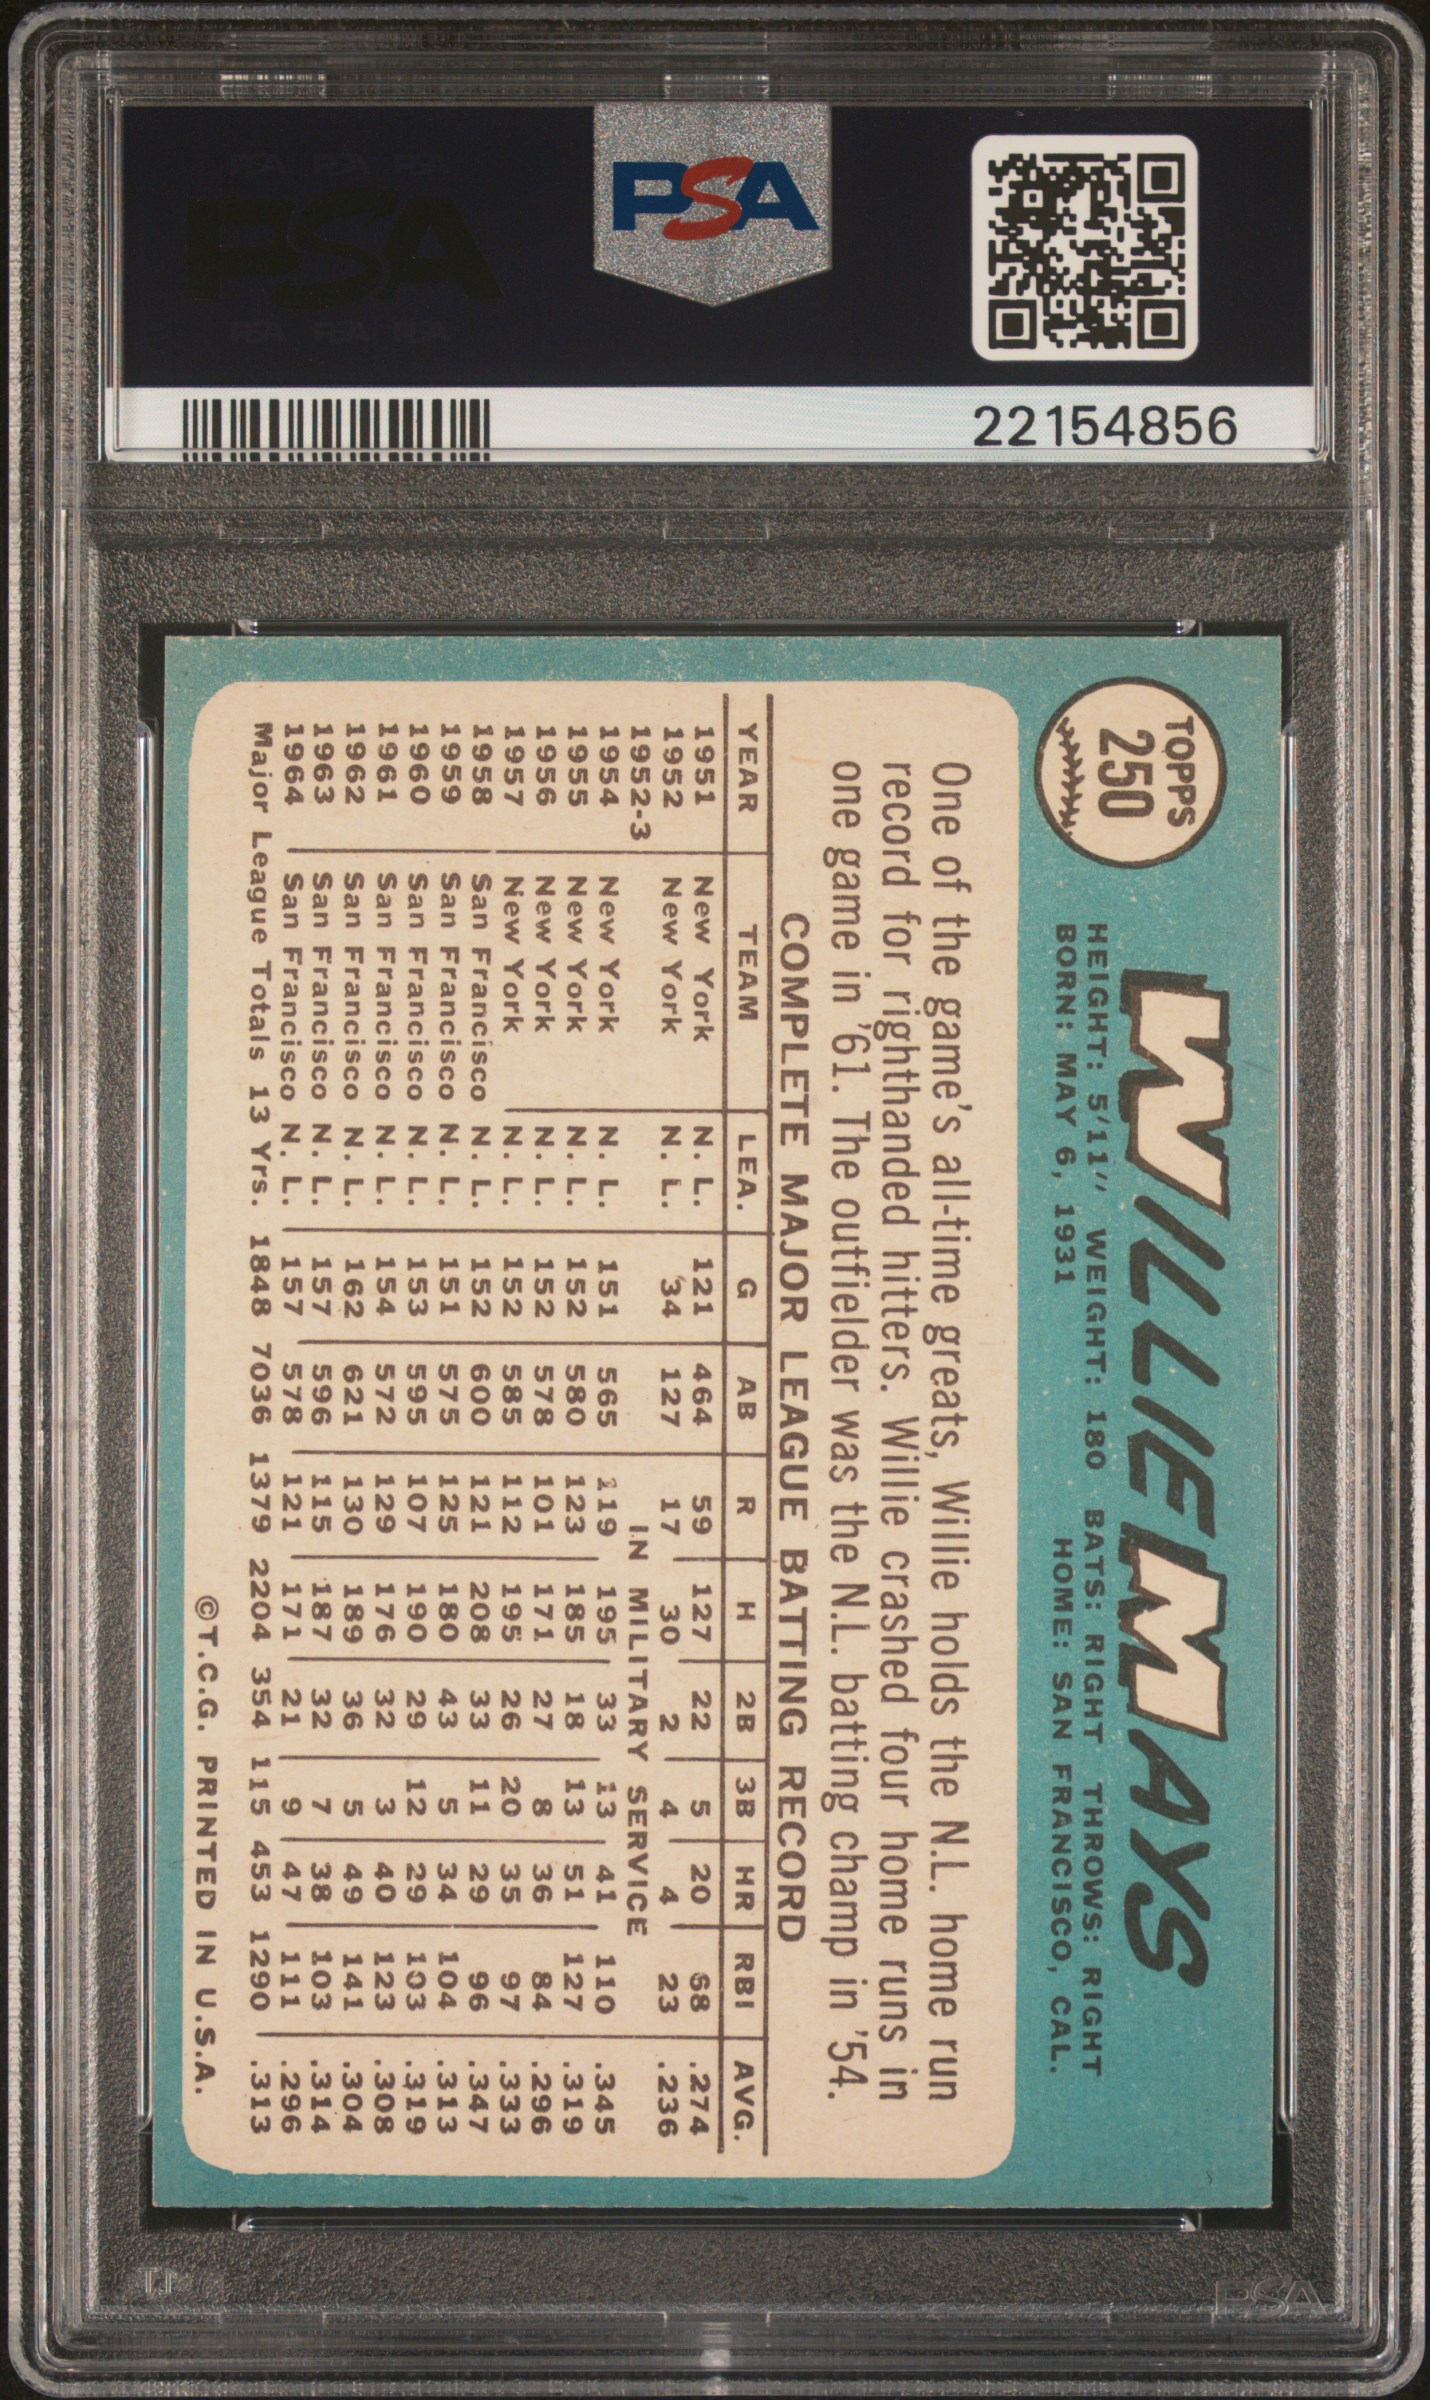 PSA PSA PSA
PSA
PSA PSA PSA
PSA
22154856
TOPPS
250
WILLIE MAYS
HEIGHT: 5'11" WEIGHT: 180 BATS: RIGHT THROWS: RIGHT
BORN: MAY 6, 1931 HOME: SAN FRANCISCO, CAL.
One of the game's all-time greats, Willie holds the N.L. home run
record for righthanded hitters. Willie crashed four home runs in
one game in '61. The outfielder was the N.L. batting champ in '54.
COMPLETE MAJOR LEAGUE BATTING RECORD
YEAR TEAM LEA. G AB R H 2B 3B HR RBI AVG.
1951 New York N. L. 121 464 59 127 22 5 20 68 .274
1952 New York N. L. 34 127 17 30 2 4 4 23 .236
1952-3 IN MILITARY SERVICE
1954 New York N. L. 151 565 119 195 33 13 41 110 .345
1955 New York N. L. 152 580 123 185 18 13 51 127 .319
1956 New York N. L. 152 578 101 171 27 8 36 84 .296
1957 New York N. L. 152 585 112 195 26 20 35 97 .333
1958 San Francisco N. L. 152 600 121 208 33 11 29 96 .347
1959 San Francisco N. L. 151 575 125 180 43 5 34 104 .313
1960 San Francisco N. L. 153 595 107 190 29 12 29 103 .319
1961 San Francisco N. L. 154 572 129 176 32 3 40 123 .308
1962 San Francisco N. L. 162 621 130 189 36 5 49 141 .304
1963 San Francisco N. L. 157 596 115 187 32 7 38 103 .314
1964 San Francisco N. L. 157 578 121 171 21 9 47 111 .296
Major League Totals 13 Yrs. 1848 7036 1379 2204 354 115 453 1290 .313
©T.C.G. PRINTED IN U.S.A.
PSA